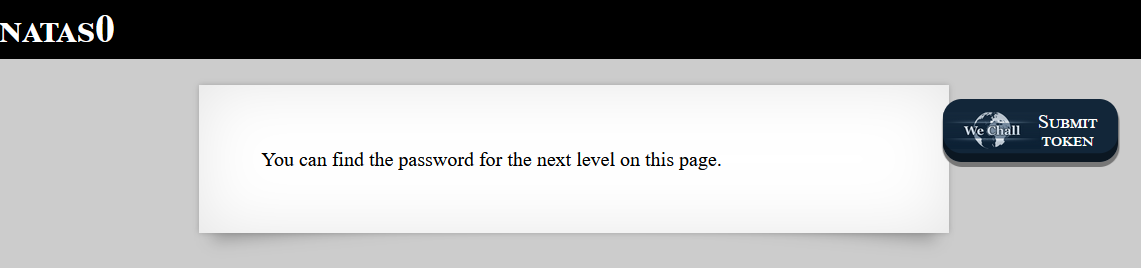 NATAS0
You can find the password for the next level on this page.
We Chall
SUBMIT
TOKEN